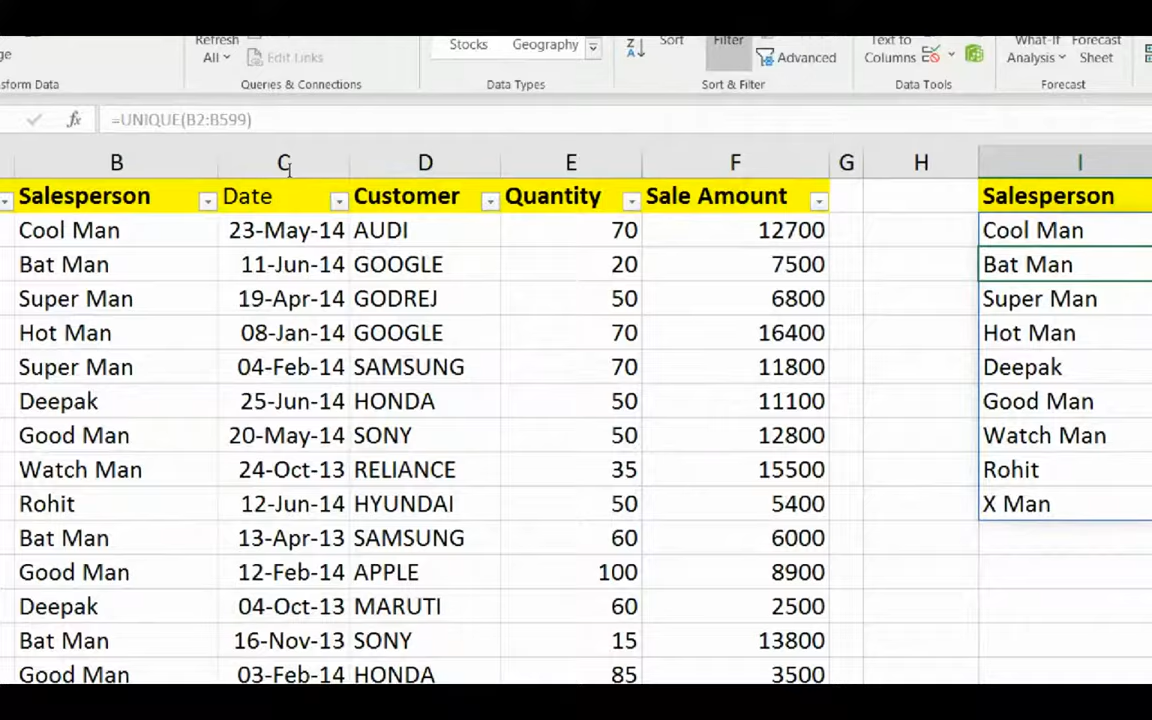 Refresh
All
Edit Links
Queries & Connections
Stocks Geography
Data Types
Sort
Filter
Advanced
Sort & Filter
Text to
Columns
Data Tools
What-If Forecast
Analysis Sheet
Forecast
=UNIQUE(B2:B599)
B C D E F G H I
Salesperson Date Customer Quantity Sale Amount Salesperson
Cool Man 23-May-14 AUDI 70 12700 Cool Man
Bat Man 11-Jun-14 GOOGLE 20 7500 Bat Man
Super Man 19-Apr-14 GODREJ 50 6800 Super Man
Hot Man 08-Jan-14 GOOGLE 70 16400 Hot Man
Super Man 04-Feb-14 SAMSUNG 70 11800 Deepak
Deepak 25-Jun-14 HONDA 50 11100 Good Man
Good Man 20-May-14 SONY 50 12800 Watch Man
Watch Man 24-Oct-13 RELIANCE 35 15500 Rohit
Rohit 12-Jun-14 HYUNDAI 50 5400 X Man
Bat Man 13-Apr-13 SAMSUNG 60 6000
Good Man 12-Feb-14 APPLE 100 8900
Deepak 04-Oct-13 MARUTI 60 2500
Bat Man 16-Nov-13 SONY 15 13800
Good Man 03-Feb-14 HONDA 85 3500